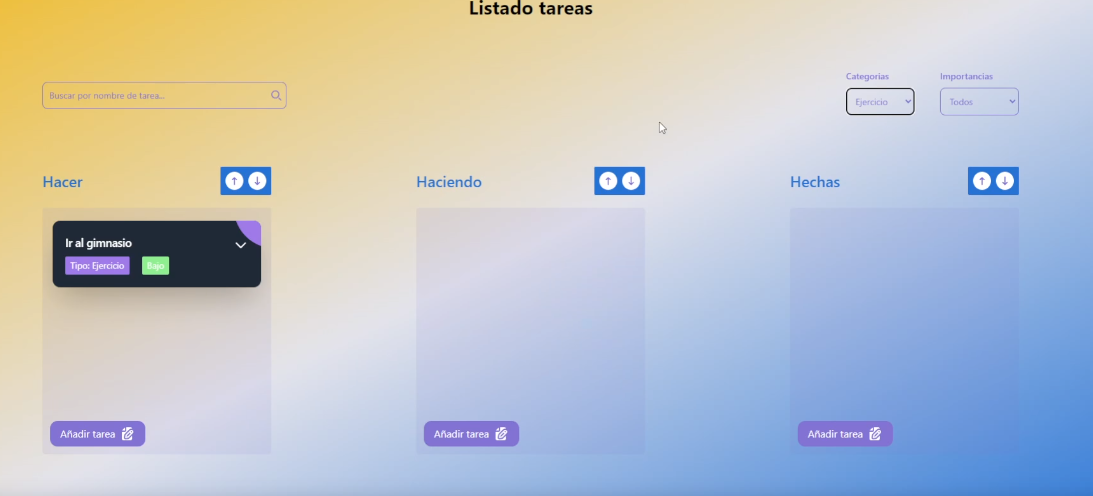 Listado tareas
Categorias
Importancias
Buscar por nombre de tarea...
Ejercicio
Todos
Hacer
Haciendo
Hechas
Ir al gimnasio
Tipo: Ejercicio
Bajo
Añadir tarea
Añadir tarea
Añadir tarea